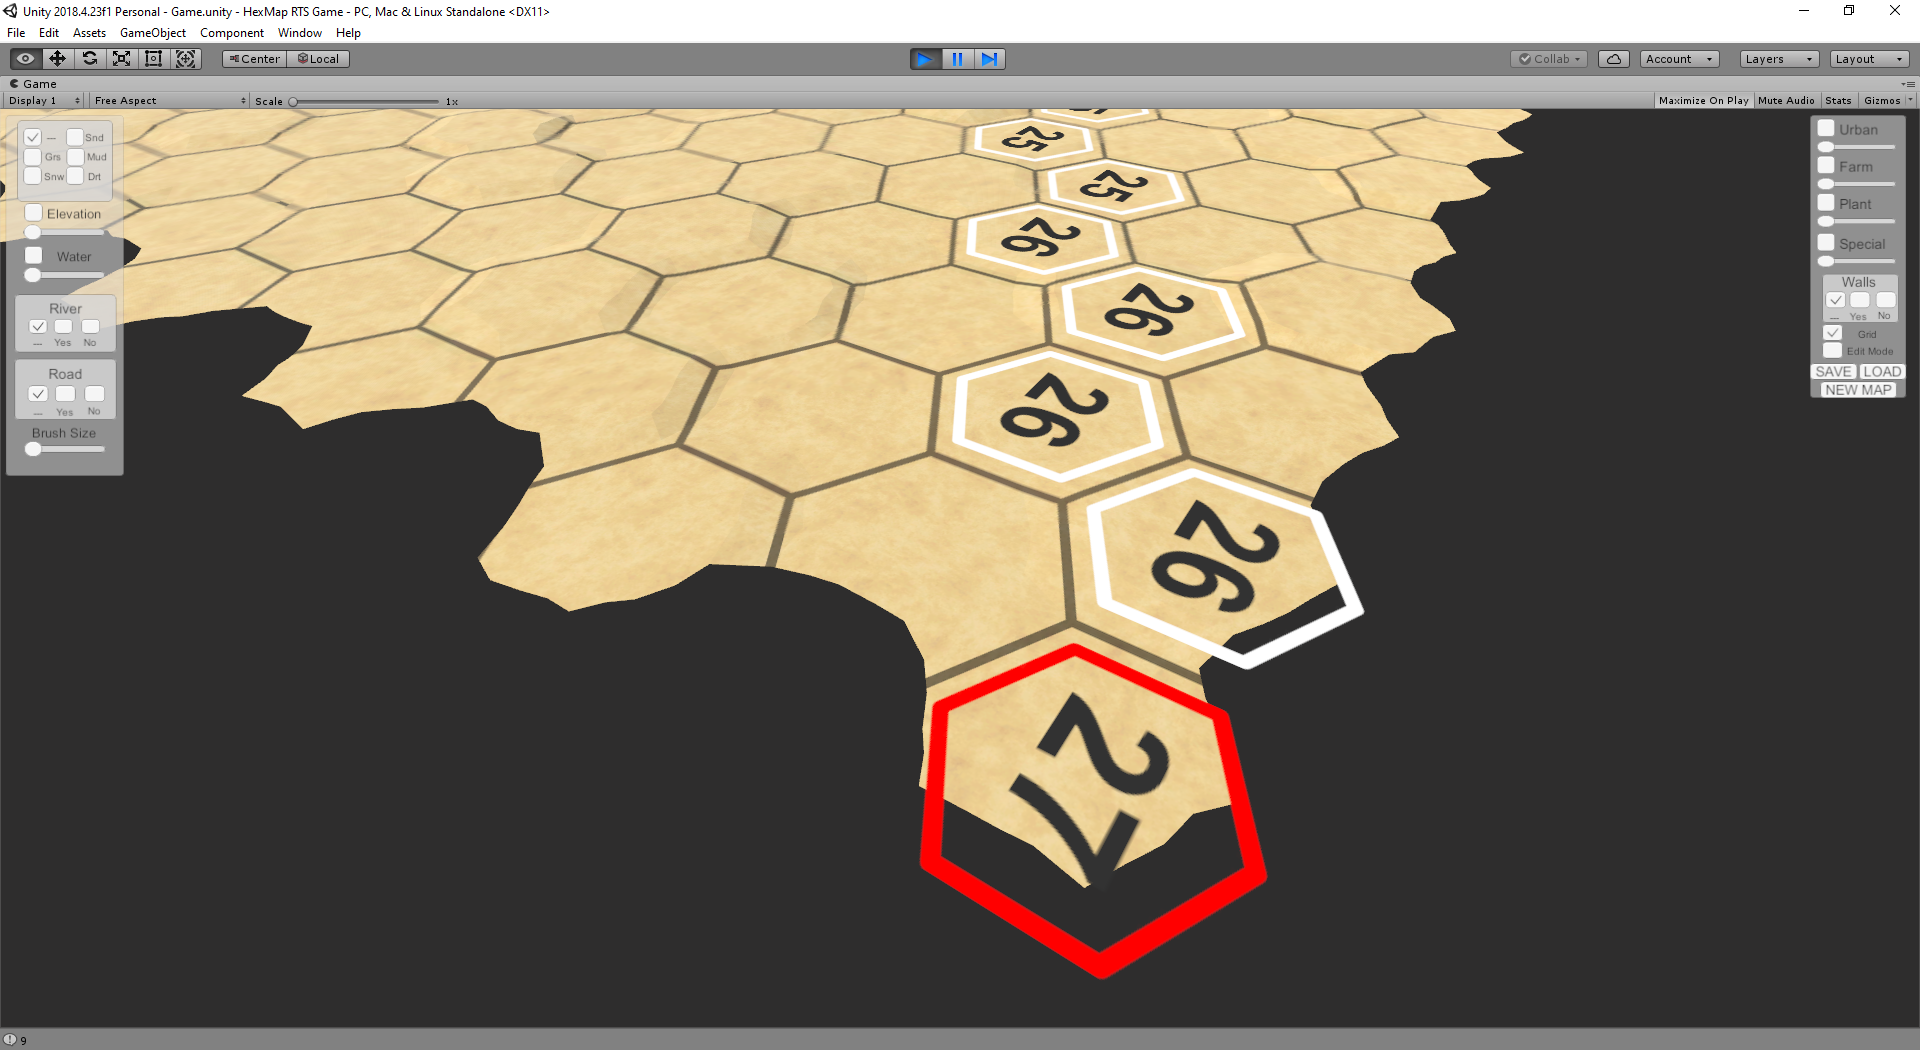 Unity 2018.4.23f1 Personal - Game.unity - HexMap RTS Game - PC, Mac & Linux Standalone <DX11>
File Edit Assets GameObject Component Window Help
Center Local
Collab Account Layers Layout
Game
Display 1 Free Aspect Scale 1x
Maximize On Play Mute Audio Stats Gizmos
--- Snd
Grs Mud
Snw Drt
Elevation
Water
River
--- Yes No
Road
--- Yes No
Brush Size
25
25
26
26
26
26
27
Urban
Farm
Plant
Special
Walls
--- Yes No
Grid
Edit Mode
SAVE LOAD
NEW MAP
9